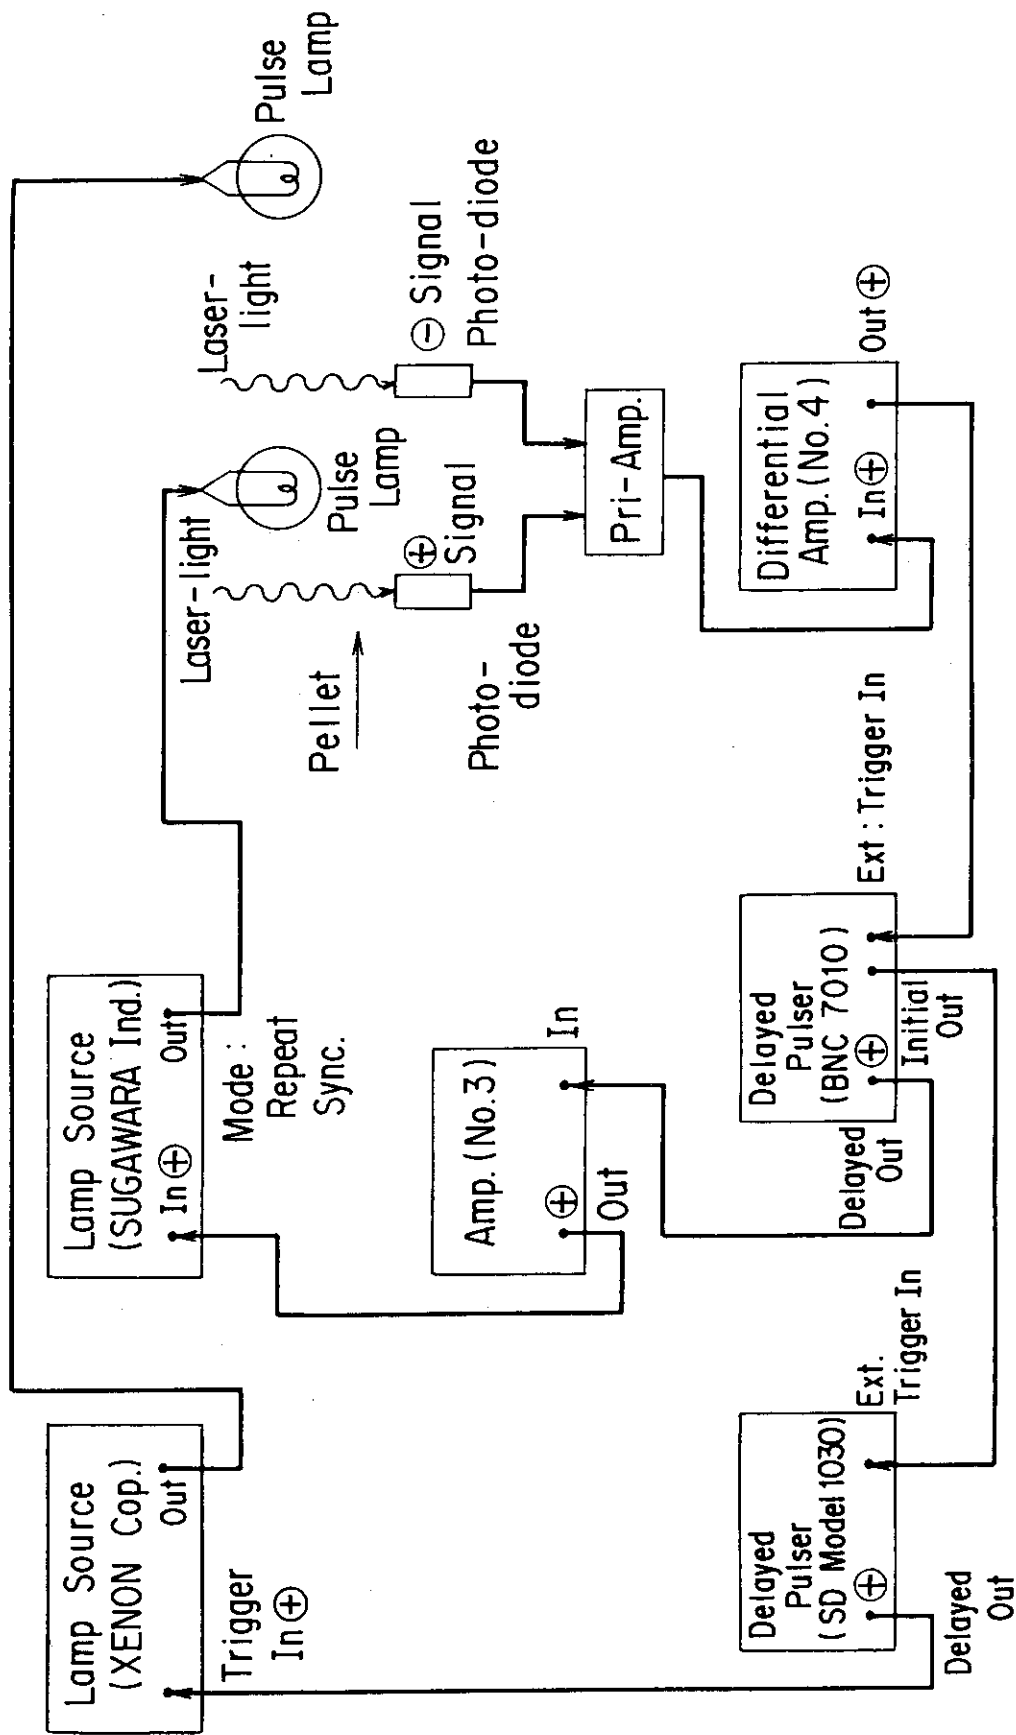 Lamp Source
(XENON Cop.)
Out
Trigger
In⊕
Lamp Source
(SUGAWARA Ind.)
In⊕
Out
Mode :
Repeat
Sync.
Laser-light
Pulse
Lamp
Laser-
light
Pulse
Lamp
Pellet
⊕
Signal
Photo-
diode
⊖ Signal
Photo-diode
Pri-Amp.
Amp. (No.3)
⊕
Out
In
Delayed
Pulser
(SD Model 1030)
⊕
Ext.
Trigger In
Delayed
Out
Delayed
Pulser
(BNC 7010)
⊕
Delayed
Out
Initial
Out
Ext : Trigger In
Differential
Amp. (No.4)
In⊕
Out⊕